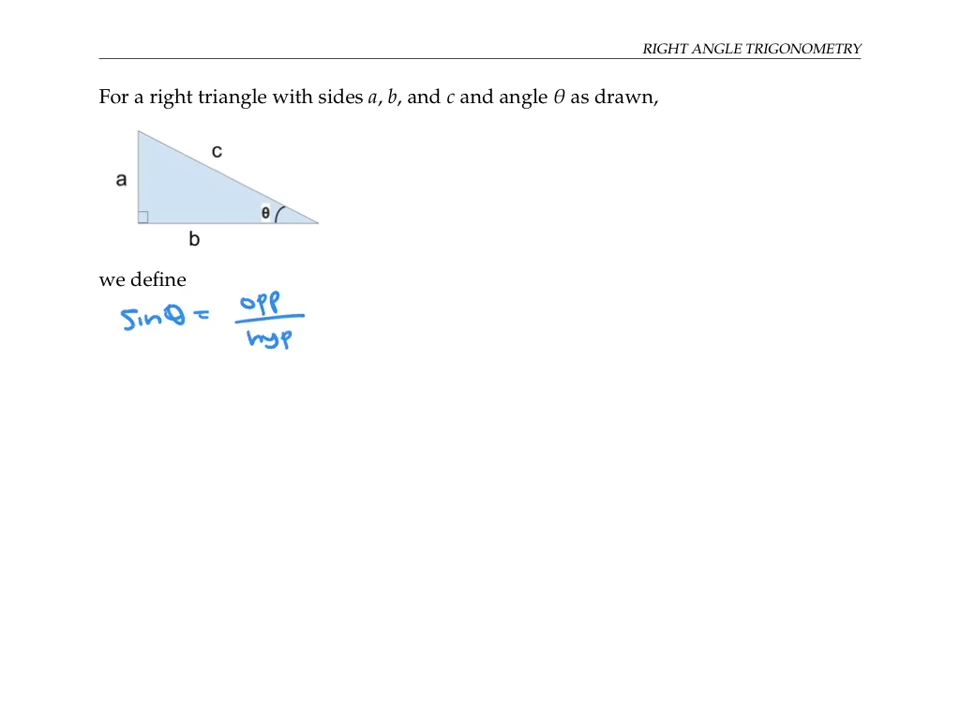 RIGHT ANGLE TRIGONOMETRY
For a right triangle with sides a, b, and c and angle θ as drawn,
c
a
θ
b
we define
sinθ = opp
hyp